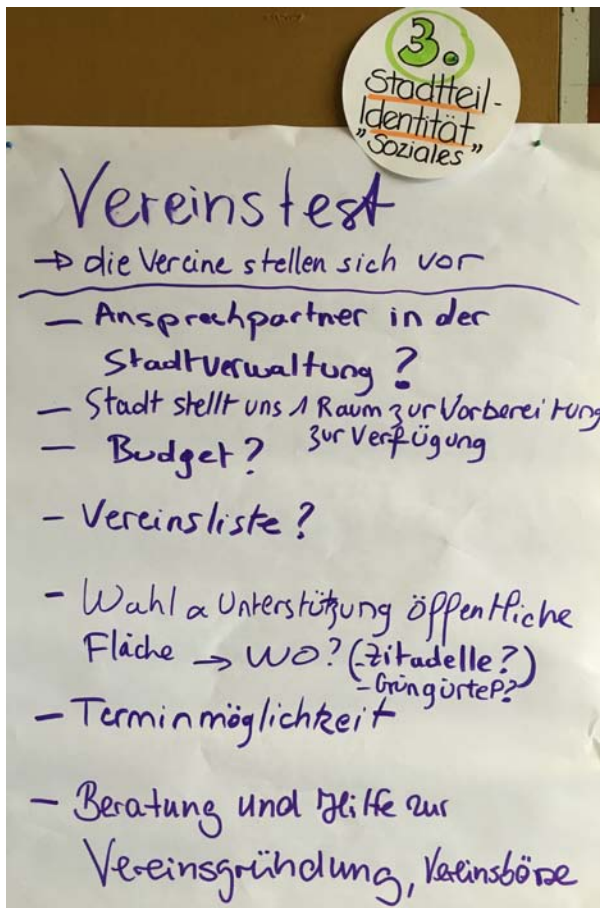 3.
Stadtteil-
Identität
"Soziales"
Vereinstest
→ die Vereine stellen sich vor
- Ansprechpartner in der
Stadtverwaltung?
- Stadt stellt uns 1 Raum zur Vorbereitung
zur Verfügung
- Budget?
- Vereinsliste?
- Wahl & Unterstützung öffentliche
Fläche → WO? (-Zitadelle?)
- Grüngürtel?
- Terminmöglichkeit
- Beratung und Hilfe zur
Vereinsgründung, Vereinsbörse